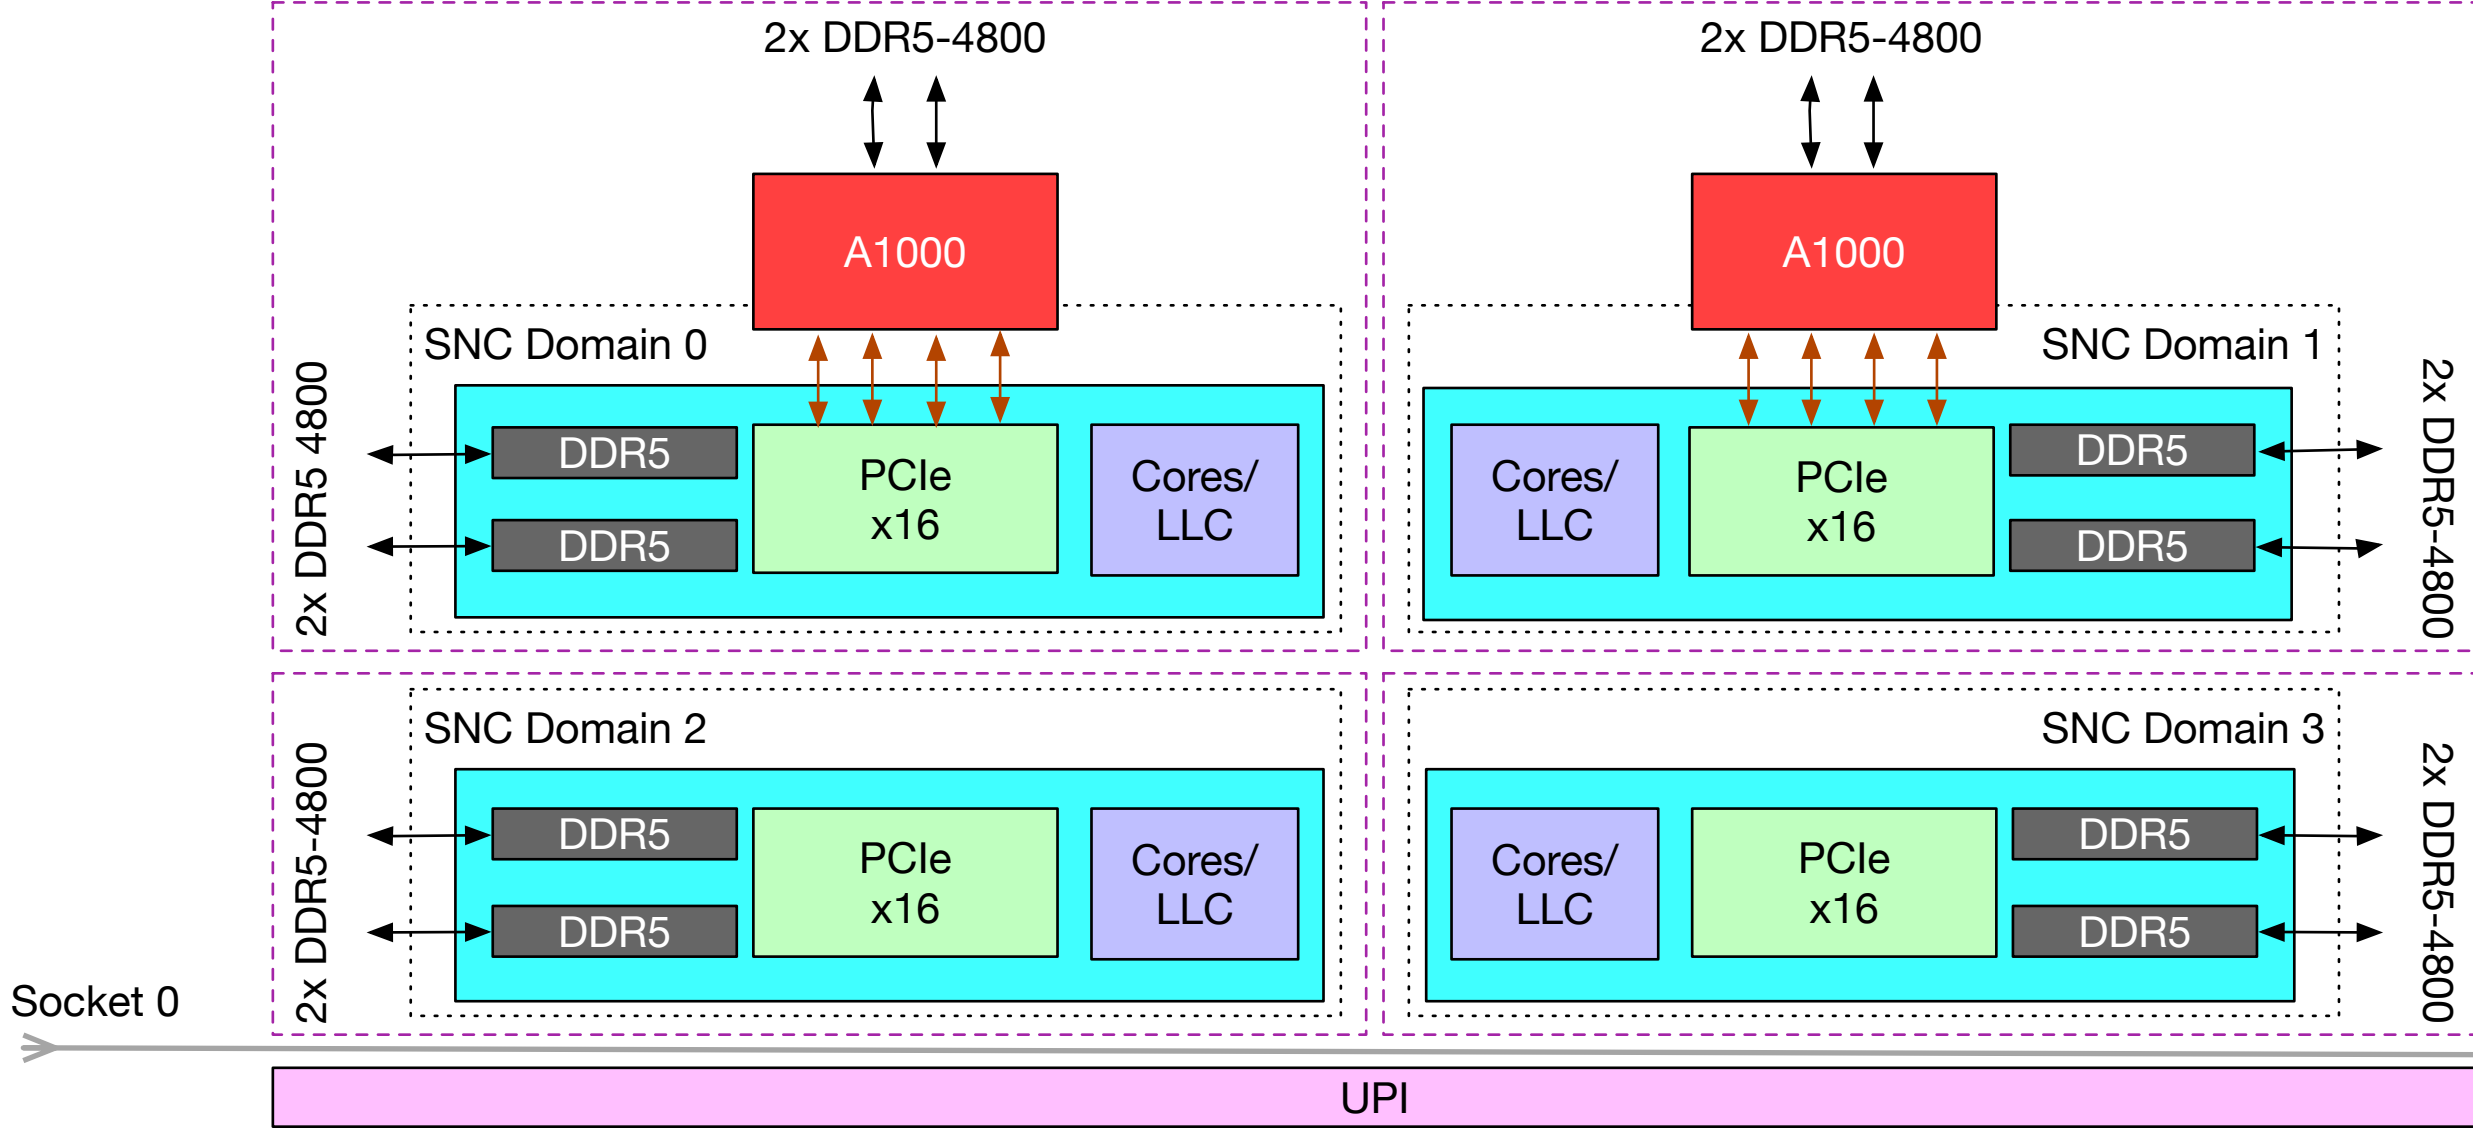 2x DDR5-4800
2x DDR5-4800
A1000
A1000
SNC Domain 0
SNC Domain 1
2x DDR5 4800
DDR5
DDR5
PCIe
x16
Cores/
LLC
Cores/
LLC
PCIe
x16
DDR5
DDR5
2x DDR5-4800
SNC Domain 2
SNC Domain 3
2x DDR5-4800
DDR5
DDR5
PCIe
x16
Cores/
LLC
Cores/
LLC
PCIe
x16
DDR5
DDR5
2x DDR5-4800
Socket 0
UPI